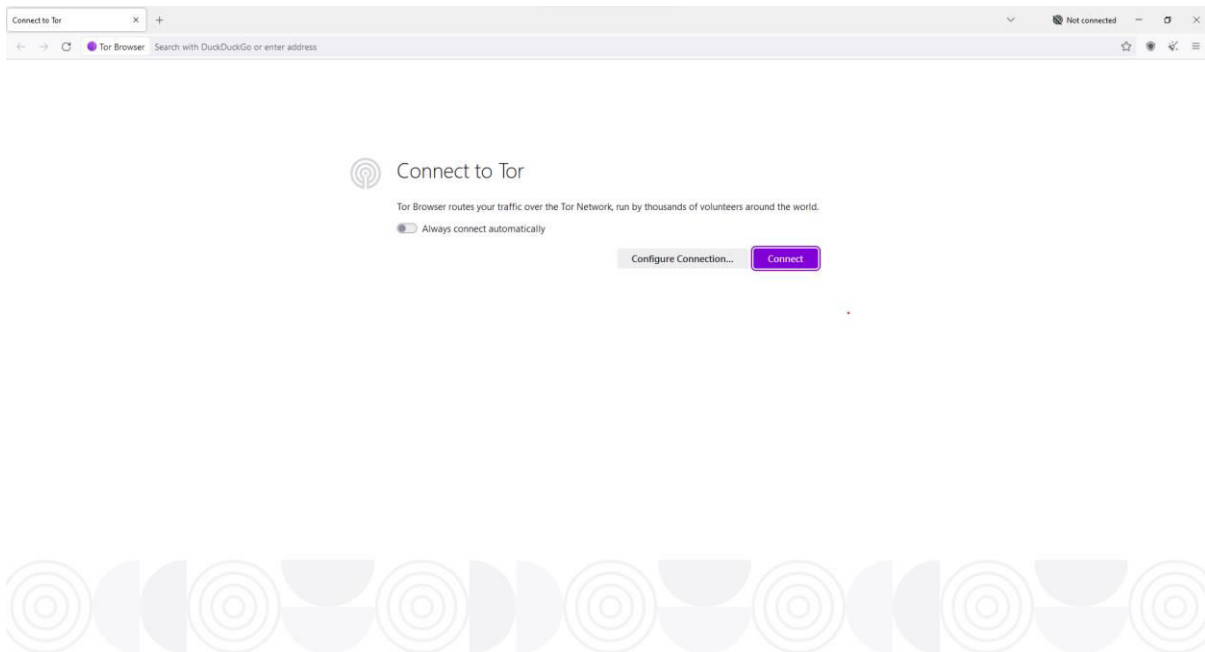 Connect to Tor
Not connected
Tor Browser Search with DuckDuckGo or enter address
Connect to Tor
Tor Browser routes your traffic over the Tor Network, run by thousands of volunteers around the world.
Always connect automatically
Configure Connection... Connect